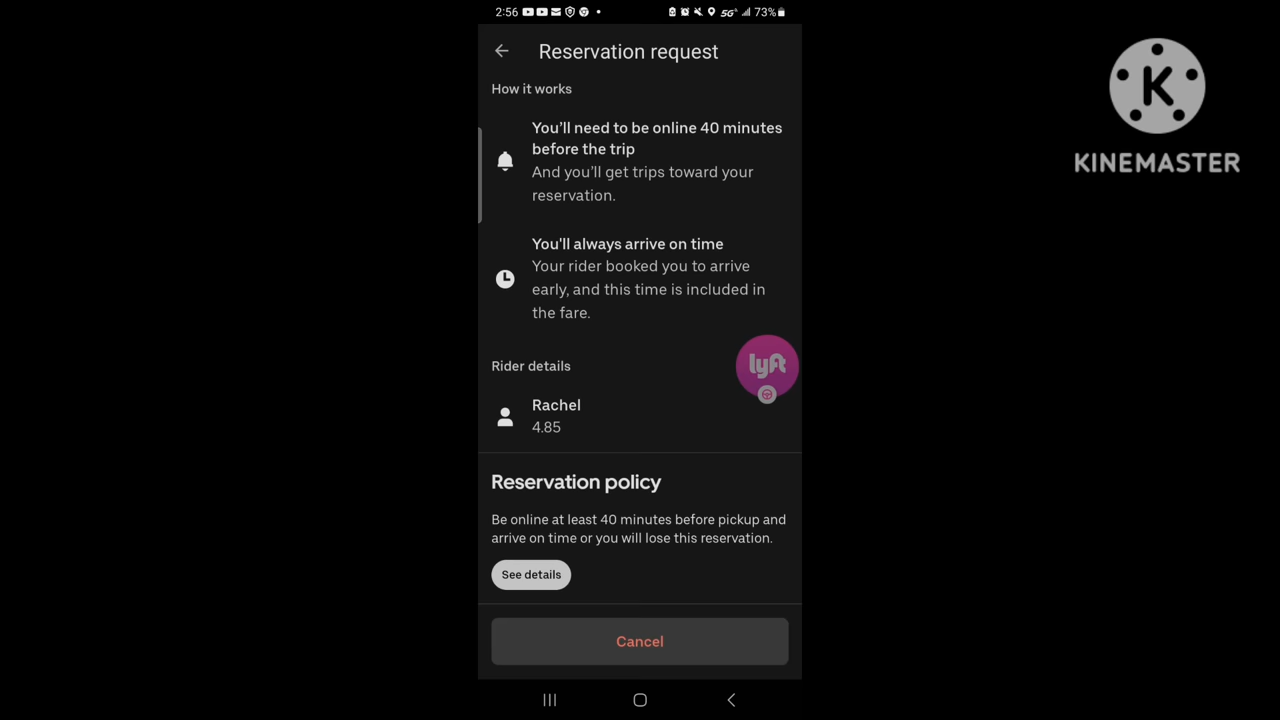 2:56
5G+
73%
Reservation request
How it works
You'll need to be online 40 minutes
before the trip
And you'll get trips toward your
reservation.
You'll always arrive on time
Your rider booked you to arrive
early, and this time is included in
the fare.
Rider details
lyft
Rachel
4.85
Reservation policy
Be online at least 40 minutes before pickup and
arrive on time or you will lose this reservation.
See details
Cancel
K
KINEMASTER